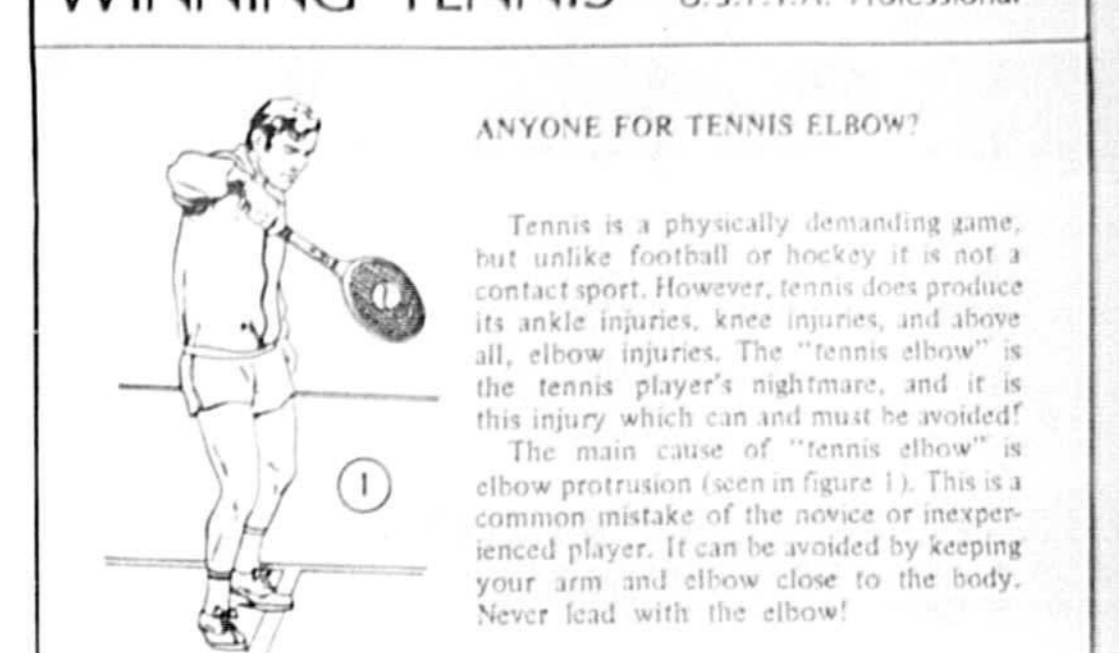 WINNING TENNIS U.S.P.T.A. Professional
ANYONE FOR TENNIS ELBOW?
Tennis is a physically demanding game,
but unlike football or hockey it is not a
contact sport. However, tennis does produce
its ankle injuries, knee injuries, and above
all, elbow injuries. The "tennis elbow" is
the tennis player's nightmare, and it is
this injury which can and must be avoided!
The main cause of "tennis elbow" is
elbow protrusion (seen in figure 1). This is a
common mistake of the novice or inexper-
ienced player. It can be avoided by keeping
your arm and elbow close to the body.
Never lead with the elbow!
1